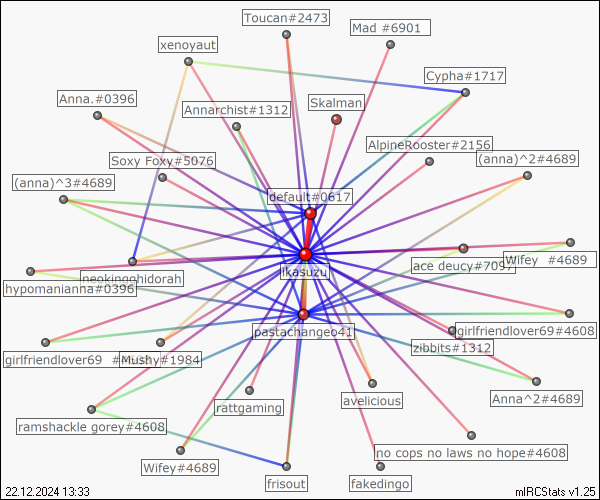 Toucan#2473
Mad #6901
xenoyaut
Cypha#1717
Anna.#0396
Annarchist#1312
Skalman
AlpineRooster#2156
Soxy Foxy#5076
(anna)^2#4689
(anna)^3#4689
default#0617
neokingghdorah
ikasuzu
ace deucy#7097
Wifey #4689
hypomanianna#0396
pastachangeo41
girlfriendlover69#4608
girlfriendlover69
Mushy#1984
zibbits#1312
rattgaming
avelicious
Anna^2#4689
ramshackle gorey#4608
Wifey#4689
no cops no laws no hope#4608
frisout
fakedingo
22.12.2024 13:33
mIRCStats v1.25